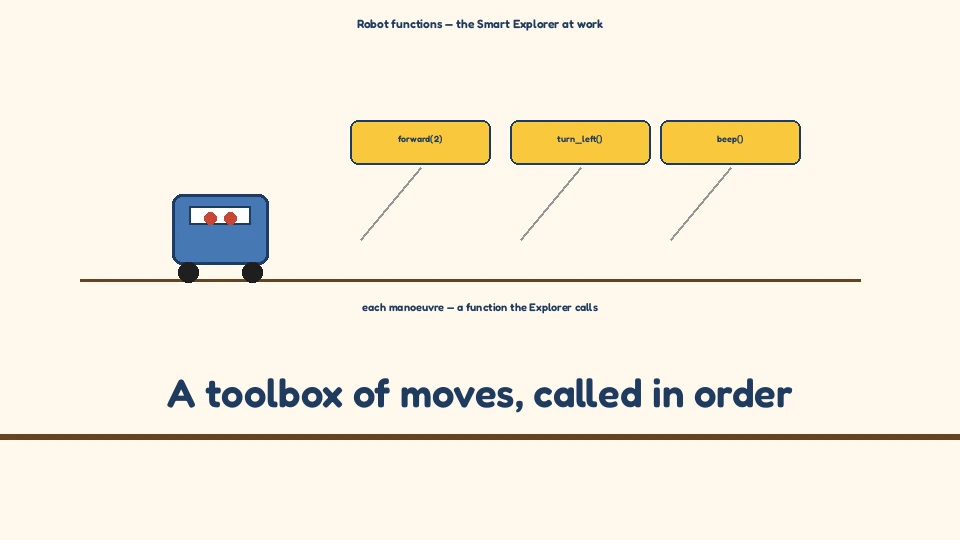 Robot functions — the Smart Explorer at work
forward(2)
turn_left()
beep()
each manoeuvre — a function the Explorer calls
A toolbox of moves, called in order